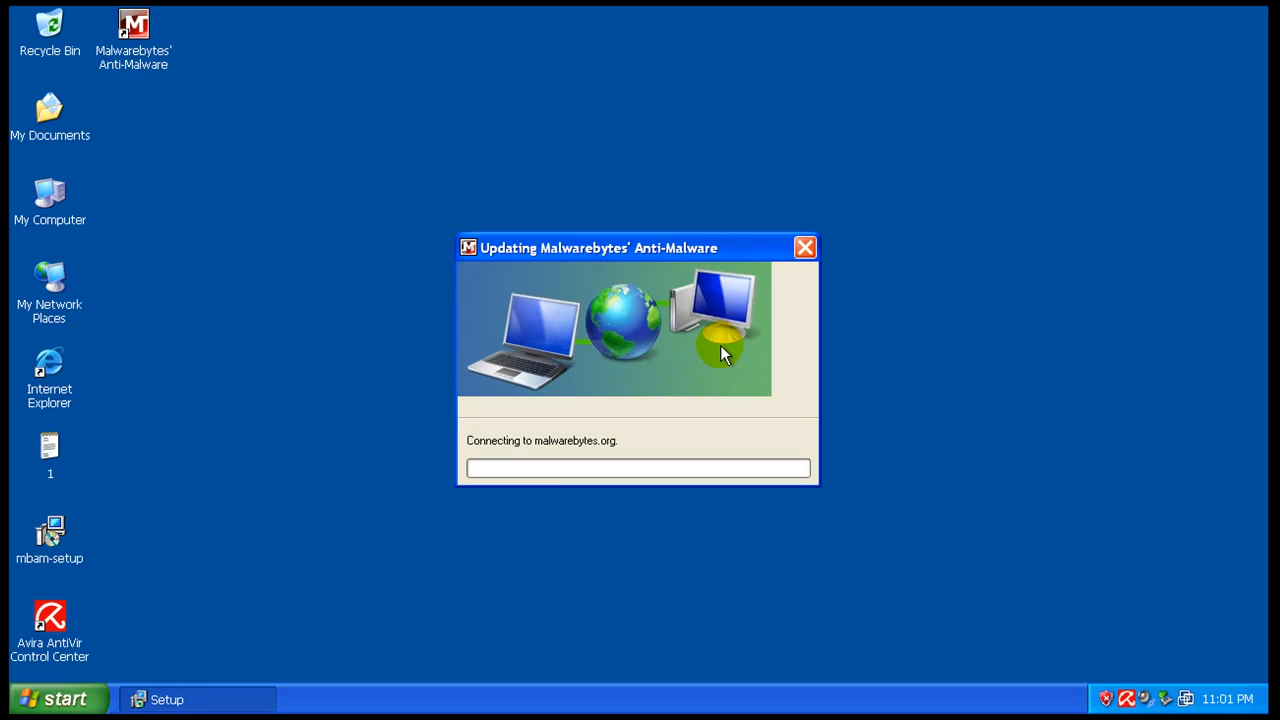 Recycle Bin
Malwarebytes'
Anti-Malware
My Documents
My Computer
My Network
Places
Internet
Explorer
1
mbam-setup
Avira AntiVir
Control Center
Updating Malwarebytes' Anti-Malware
Connecting to malwarebytes.org.
start
Setup
11:01 PM